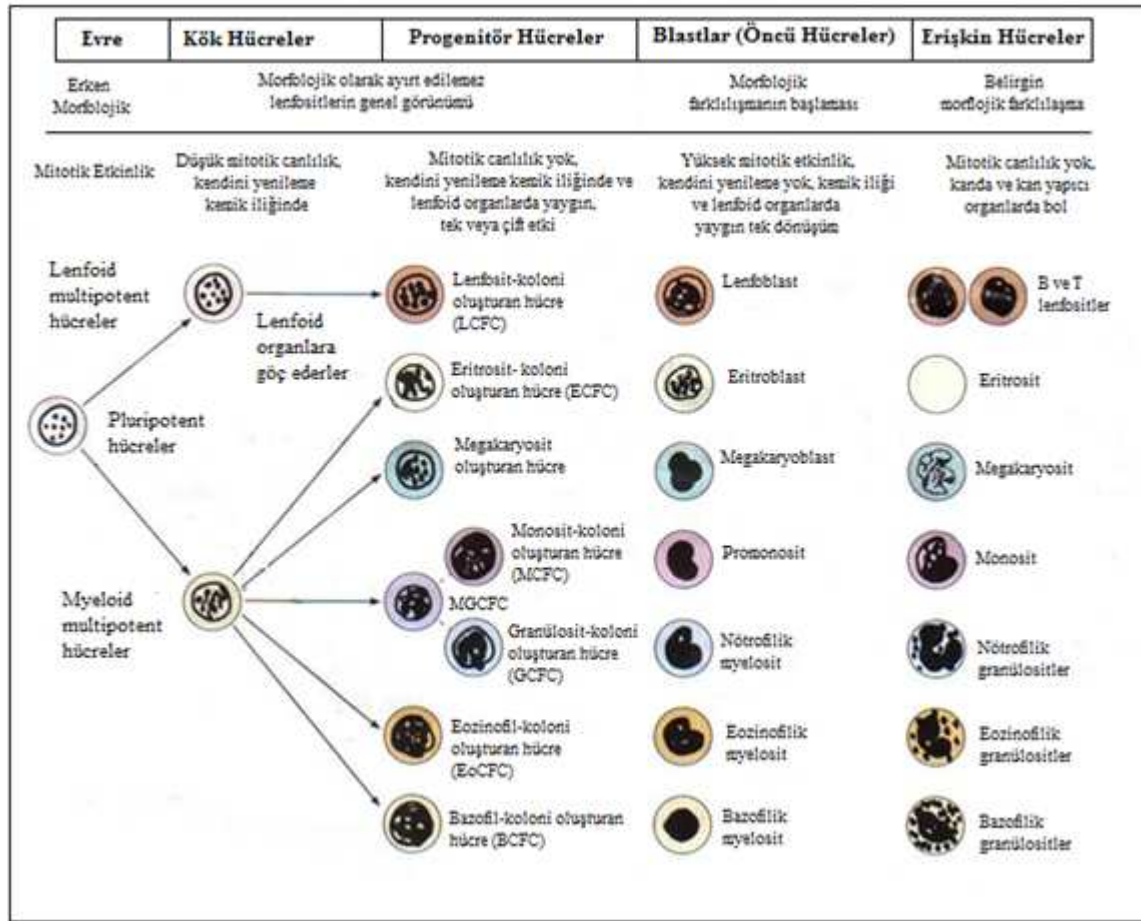 Evre
Kök Hücreler
Progenitör Hücreler
Blastlar (Öncü Hücreler)
Erişkin Hücreler
Erken
Morfolojik
Morfolojik olarak ayırt edilemez
lenfositlerin genel görünümü
Morfolojik
farklılışmanın başlaması
Belirgin
morflojik farklılaşma
Mitotik Etkinlik
Düşük mitotik canlılık,
kendini yenileme
kemik iliğinde
Mitotik canlılık yok,
kendini yenileme kemik iliğinde ve
lenfoid organlarda yaygın,
tek veya çift etki
Yüksek mitotik etkinlik,
kendini yenileme yok, kemik iliği
ve lenfoid organlarda
yaygın tek dönüşüm
Mitotik canlılık yok,
kanda ve kan yapıcı
organlarda bol
Lenfoid
multipotent
hücreler
Lenfoid
organlara
göç ederler
Lenfosit-koloni
oluşturan hücre
(LCFC)
Lenfoblast
B ve T
lenfositler
Eritrosit- koloni
oluşturan hücre (ECFC)
Eritroblast
Eritrosit
Pluripotent
hücreler
Megakaryosit
oluşturan hücre
Megakaryoblast
Megakaryosit
Monosit-koloni
oluşturan hücre
(MCFC)
Promonosit
Monosit
Myeloid
multipotent
hücreler
MGCFC
Granülosit-koloni
oluşturan hücre
(GCFC)
Nötrofilik
myelosit
Nötrofilik
granülositler
Eozinofil-koloni
oluşturan hücre
(EoCFC)
Eozinofilik
myelosit
Eozinofilik
granülositler
Bazofil-koloni oluşturan
hücre (BCFC)
Bazofilik
myelosit
Bazofilik
granülositler